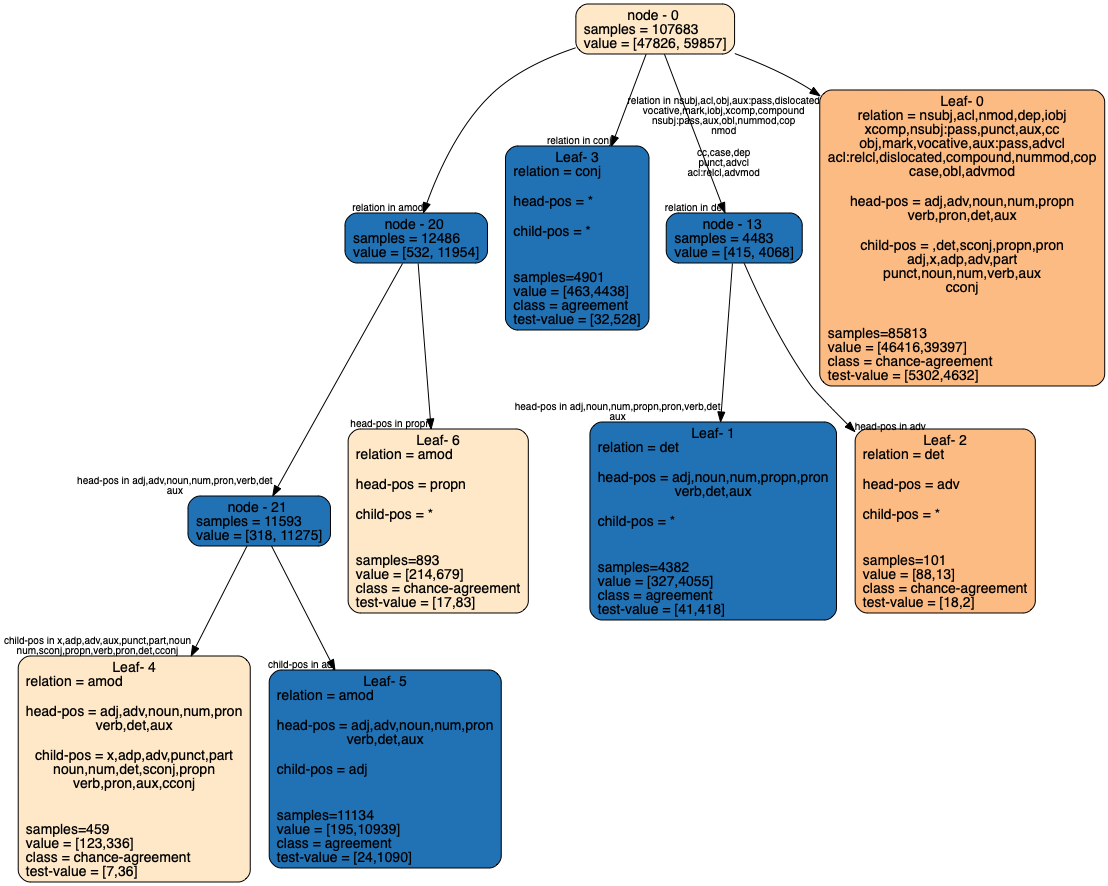 node - 0
samples = 107683
value = [47826, 59857]
relation in nsubj,acl,obj,aux:pass,dislocated
vocative,mark,iobj,xcomp,compound
nsubj:pass,aux,obl,nummod,cop
nmod
cc,case,dep
punct,advcl
acl:relcl,advmod
Leaf- 0
relation = nsubj,acl,nmod,dep,iobj
xcomp,nsubj:pass,punct,aux,cc
obj,mark,vocative,aux:pass,advcl
acl:relcl,dislocated,compound,nummod,cop
case,obl,advmod
head-pos = adj,adv,noun,num,propn
verb,pron,det,aux
child-pos = ,det,sconj,propn,pron
adj,x,adp,adv,part
punct,noun,num,verb,aux
cconj
samples=85813
value = [46416,39397]
class = chance-agreement
test-value = [5302,4632]
relation in conj
Leaf- 3
relation = conj
head-pos = *
child-pos = *
samples=4901
value = [463,4438]
class = agreement
test-value = [32,528]
relation in amod
node - 20
samples = 12486
value = [532, 11954]
relation in det
node - 13
samples = 4483
value = [415, 4068]
head-pos in adj,noun,num,propn,pron,verb,det
aux
Leaf- 1
relation = det
head-pos = adj,noun,num,propn,pron
verb,det,aux
child-pos = *
samples=4382
value = [327,4055]
class = agreement
test-value = [41,418]
head-pos in adv
Leaf- 2
relation = det
head-pos = adv
child-pos = *
samples=101
value = [88,13]
class = chance-agreement
test-value = [18,2]
head-pos in propn
Leaf- 6
relation = amod
head-pos = propn
child-pos = *
samples=893
value = [214,679]
class = chance-agreement
test-value = [17,83]
head-pos in adj,adv,noun,num,pron,verb,det
aux
node - 21
samples = 11593
value = [318, 11275]
child-pos in x,adp,adv,aux,punct,part,noun
num,sconj,propn,verb,pron,det,cconj
Leaf- 4
relation = amod
head-pos = adj,adv,noun,num,pron
verb,det,aux
child-pos = x,adp,adv,punct,part
noun,num,det,sconj,propn
verb,pron,aux,cconj
samples=459
value = [123,336]
class = chance-agreement
test-value = [7,36]
child-pos in adj
Leaf- 5
relation = amod
head-pos = adj,adv,noun,num,pron
verb,det,aux
child-pos = adj
samples=11134
value = [195,10939]
class = agreement
test-value = [24,1090]